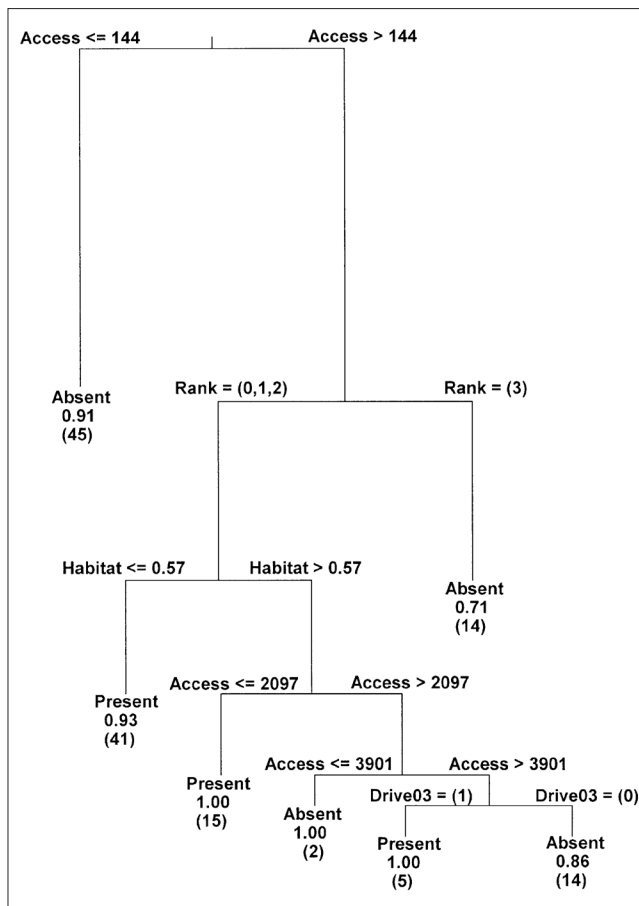 Access <= 144
Access > 144
Rank = (0,1,2)
Rank = (3)
Absent
0.91
(45)
Habitat <= 0.57
Habitat > 0.57
Absent
0.71
(14)
Access <= 2097
Access > 2097
Present
0.93
(41)
Access <= 3901
Access > 3901
Present
1.00
(15)
Absent
1.00
(2)
Drive03 = (1)
Drive03 = (0)
Present
1.00
(5)
Absent
0.86
(14)